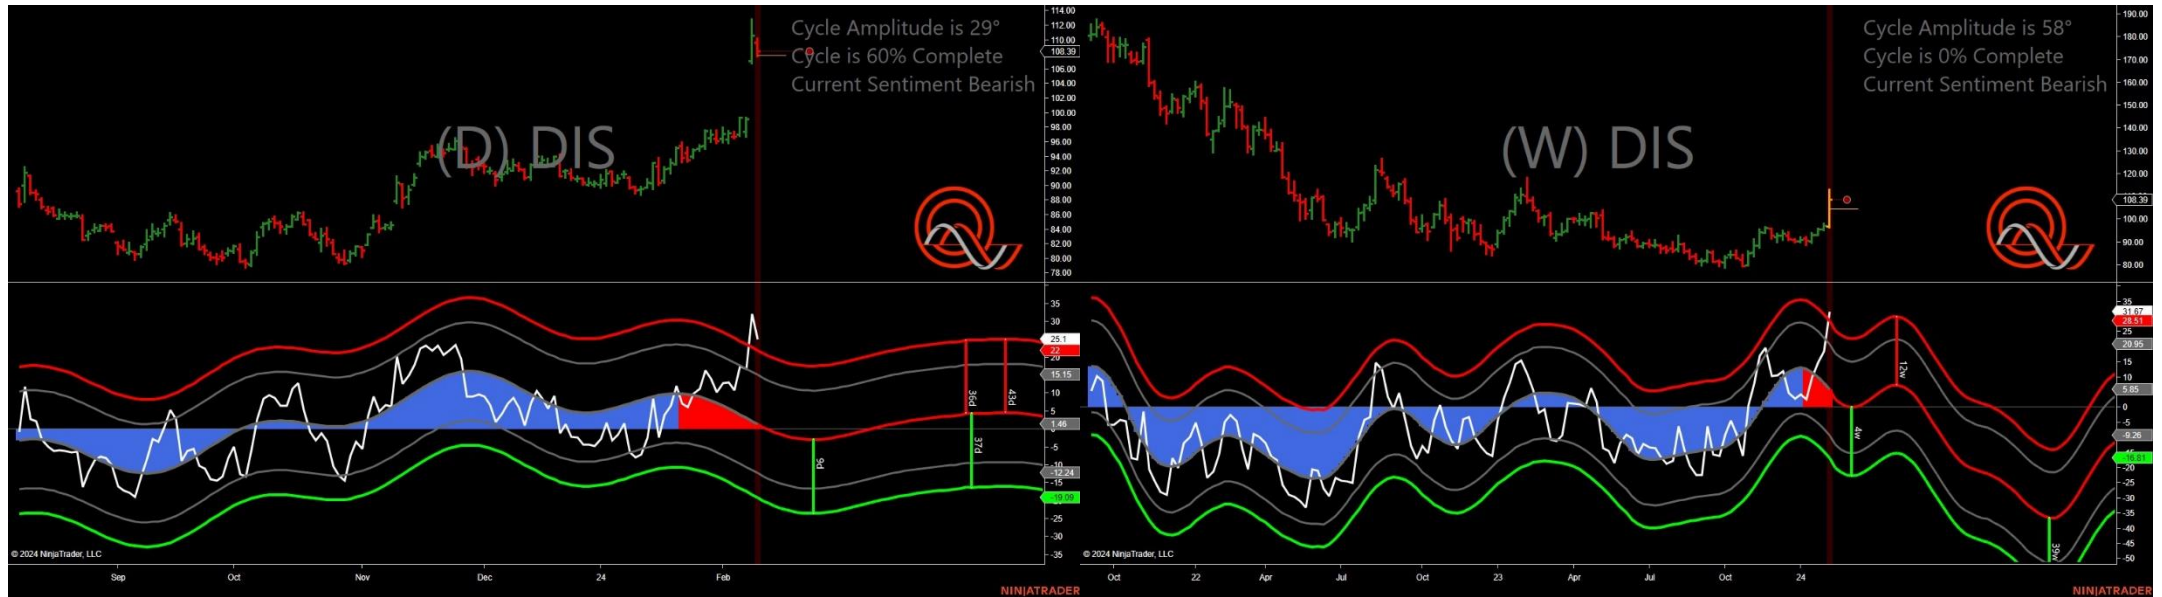 Cycle Amplitude is 29°
Cycle is 60% Complete
Current Sentiment Bearish
(D) DIS
114.00
112.00
110.00
108.39
106.00
104.00
102.00
100.00
98.00
96.00
94.00
92.00
90.00
88.00
86.00
84.00
82.00
80.00
78.00
35
30
25.1
22
20
15.15
10
5
1.46
-5
-10
-12.24
-15
-19.09
-25
-30
-35
9d
36d
37d
43d
© 2024 NinjaTrader, LLC
Sep
Oct
Nov
Dec
24
Feb
NINJATRADER
Cycle Amplitude is 58°
Cycle is 0% Complete
Current Sentiment Bearish
(W) DIS
190.00
180.00
170.00
160.00
150.00
140.00
130.00
120.00
108.39
100.00
90.00
80.00
35
31.67
28.51
25
20.95
15
10
5.85
0
-5
-9.26
-16.81
-20
-25
-30
-35
-40
-45
-50
12w
4w
39w
© 2024 NinjaTrader, LLC
Oct
22
Apr
Jul
Oct
23
Apr
Jul
Oct
24
NINJATRADER